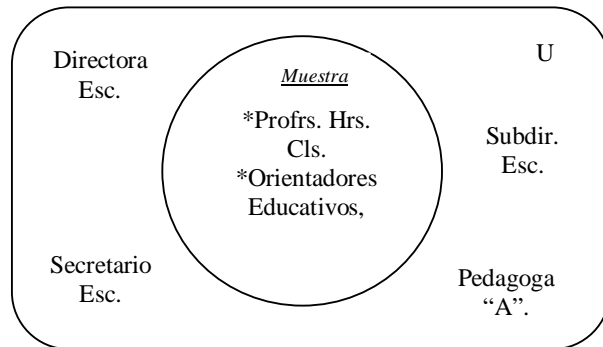 Directora
Esc.
U
Muestra
*Profrs. Hrs.
Cls.
*Orientadores
Educativos,
Subdir.
Esc.
Secretario
Esc.
Pedagoga
“A”.